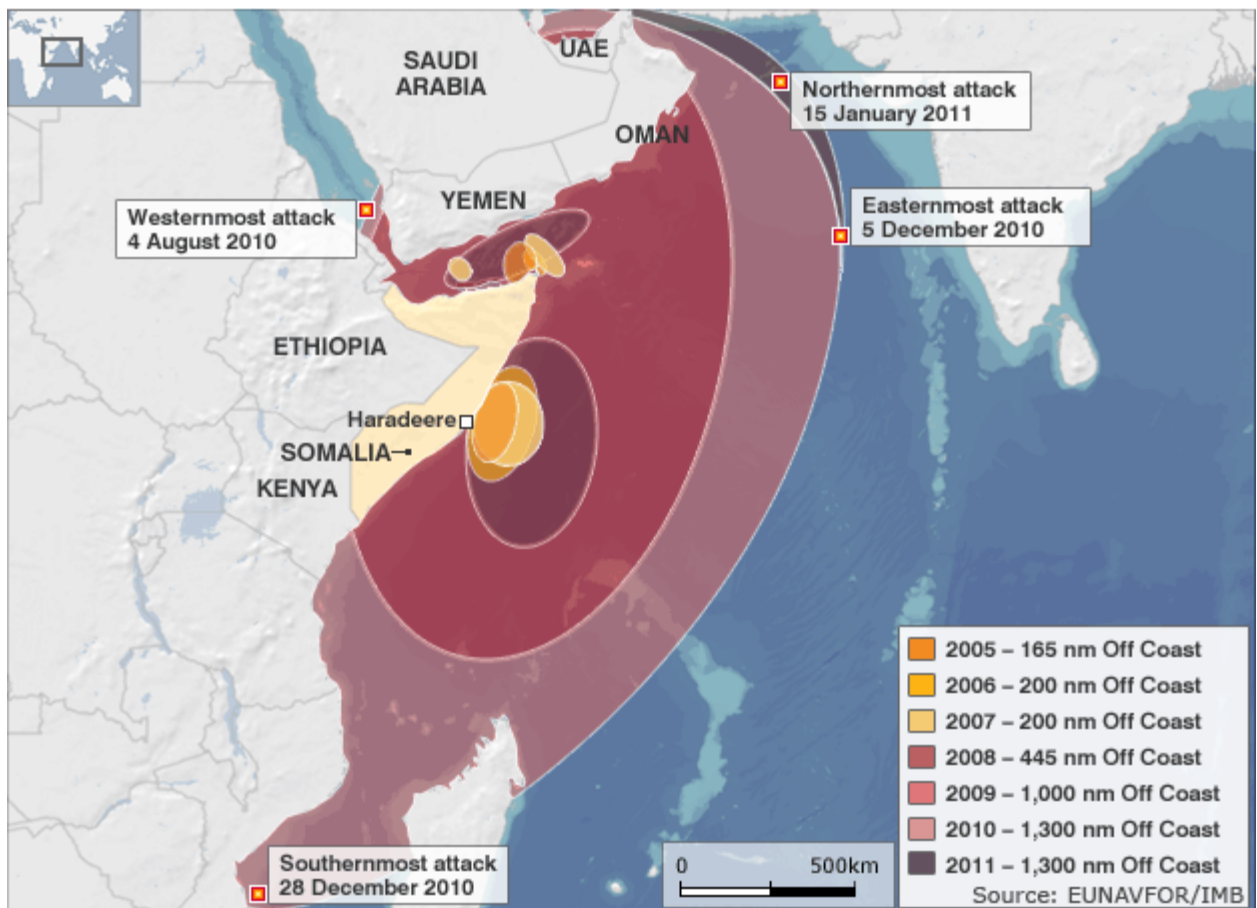 SAUDI
ARABIA
UAE
Northernmost attack
15 January 2011
OMAN
YEMEN
Westernmost attack
4 August 2010
Easternmost attack
5 December 2010
ETHIOPIA
Haradeere
SOMALIA
KENYA
2005 – 165 nm Off Coast
2006 – 200 nm Off Coast
2007 – 200 nm Off Coast
2008 – 445 nm Off Coast
2009 – 1,000 nm Off Coast
2010 – 1,300 nm Off Coast
2011 – 1,300 nm Off Coast
Southernmost attack
28 December 2010
0 500km
Source: EUNAVFOR/IMB